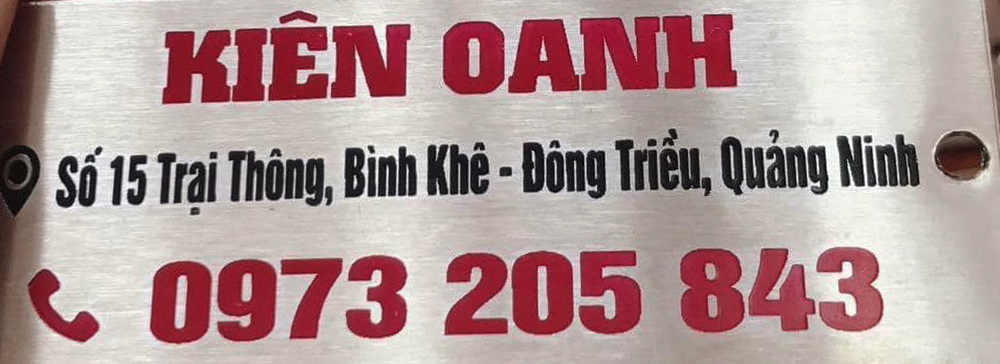 KIÊN OANH
Số 15 Trại Thông, Bình Khê - Đông Triều, Quảng Ninh
0973 205 843